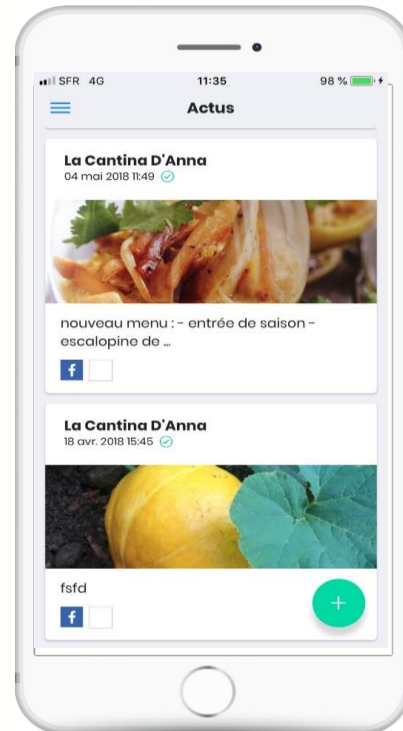 SFR 4G 11:35 98 %
Actus
La Cantina D'Anna
04 mai 2018 11:49
nouveau menu : - entrée de saison -
escalopine de ...
f
La Cantina D'Anna
18 avr. 2018 15:45
fsfd
f
+